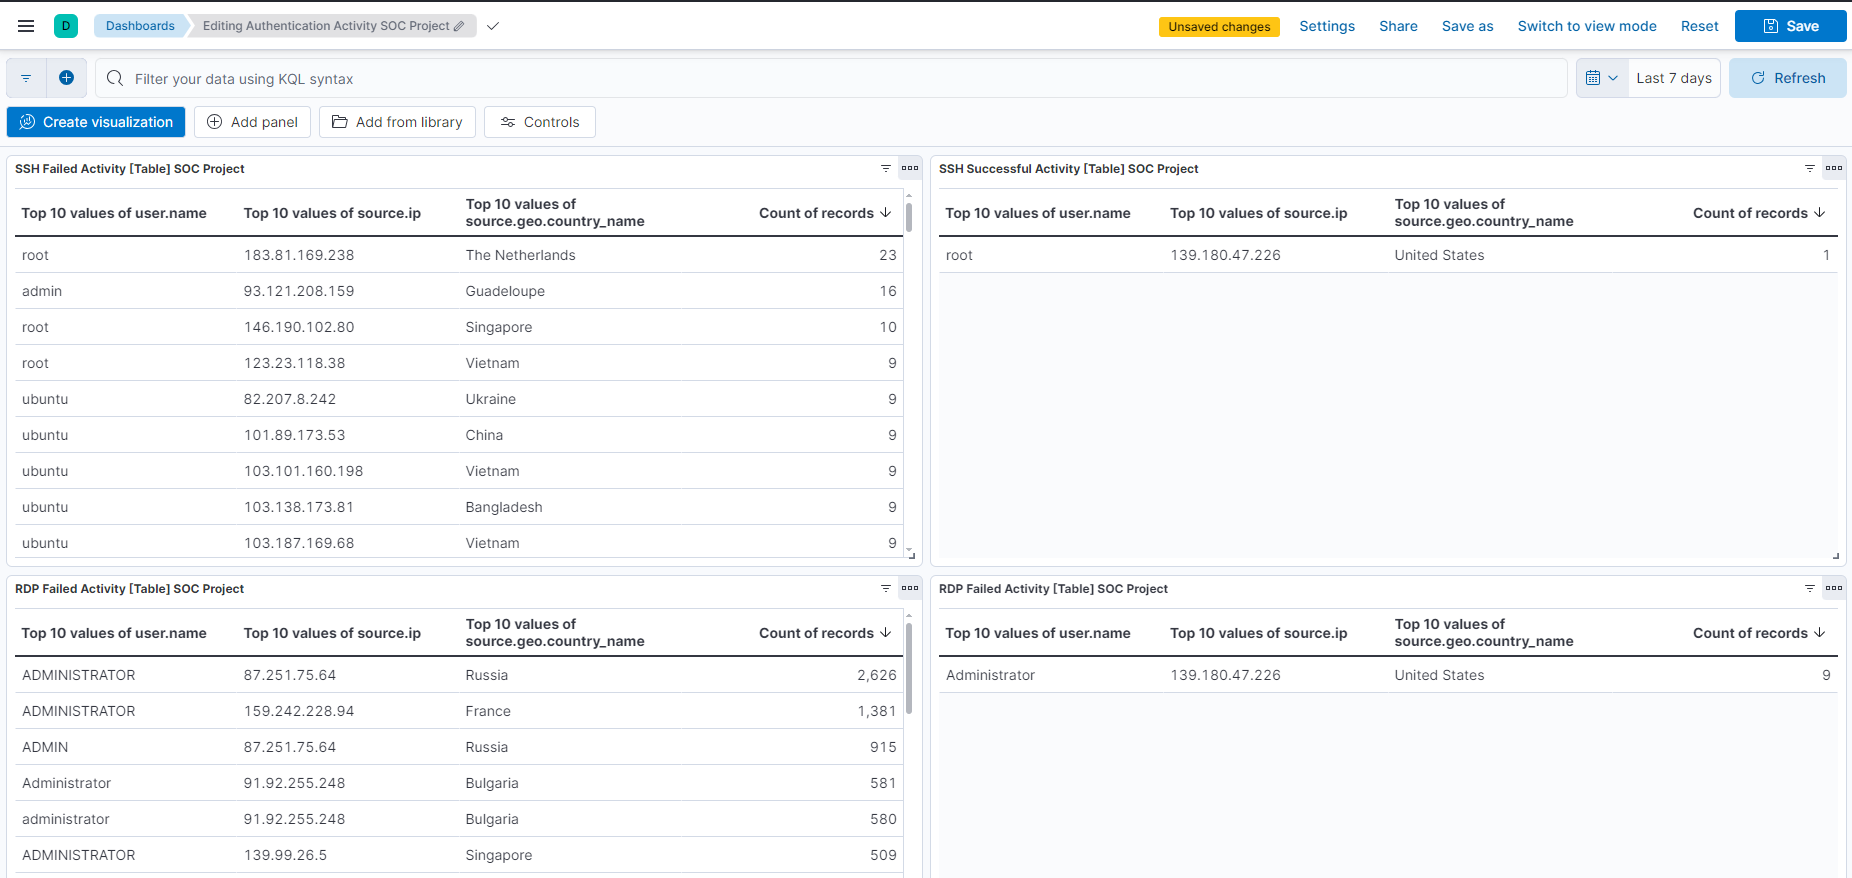 D Dashboards Editing Authentication Activity SOC Project Unsaved changes Settings Share Save as Switch to view mode Reset Save
Filter your data using KQL syntax Last 7 days Refresh
Create visualization Add panel Add from library Controls
SSH Failed Activity [Table] SOC Project
Top 10 values of user.name Top 10 values of source.ip Top 10 values of source.geo.country_name Count of records
root 183.81.169.238 The Netherlands 23
admin 93.121.208.159 Guadeloupe 16
root 146.190.102.80 Singapore 10
root 123.23.118.38 Vietnam 9
ubuntu 82.207.8.242 Ukraine 9
ubuntu 101.89.173.53 China 9
ubuntu 103.101.160.198 Vietnam 9
ubuntu 103.138.173.81 Bangladesh 9
ubuntu 103.187.169.68 Vietnam 9
SSH Successful Activity [Table] SOC Project
Top 10 values of user.name Top 10 values of source.ip Top 10 values of source.geo.country_name Count of records
root 139.180.47.226 United States 1
RDP Failed Activity [Table] SOC Project
Top 10 values of user.name Top 10 values of source.ip Top 10 values of source.geo.country_name Count of records
ADMINISTRATOR 87.251.75.64 Russia 2,626
ADMINISTRATOR 159.242.228.94 France 1,381
ADMIN 87.251.75.64 Russia 915
Administrator 91.92.255.248 Bulgaria 581
administrator 91.92.255.248 Bulgaria 580
ADMINISTRATOR 139.99.26.5 Singapore 509
RDP Failed Activity [Table] SOC Project
Top 10 values of user.name Top 10 values of source.ip Top 10 values of source.geo.country_name Count of records
Administrator 139.180.47.226 United States 9